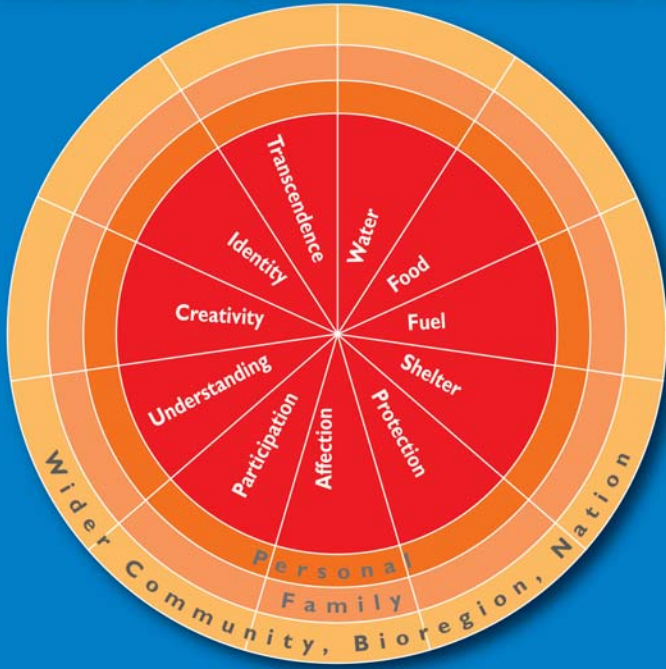 Transcendence
Water
Identity
Food
Creativity
Fuel
Understanding
Shelter
Participation
Affection
Protection
Personal
Family
Wider Community, Bioregion, Nation